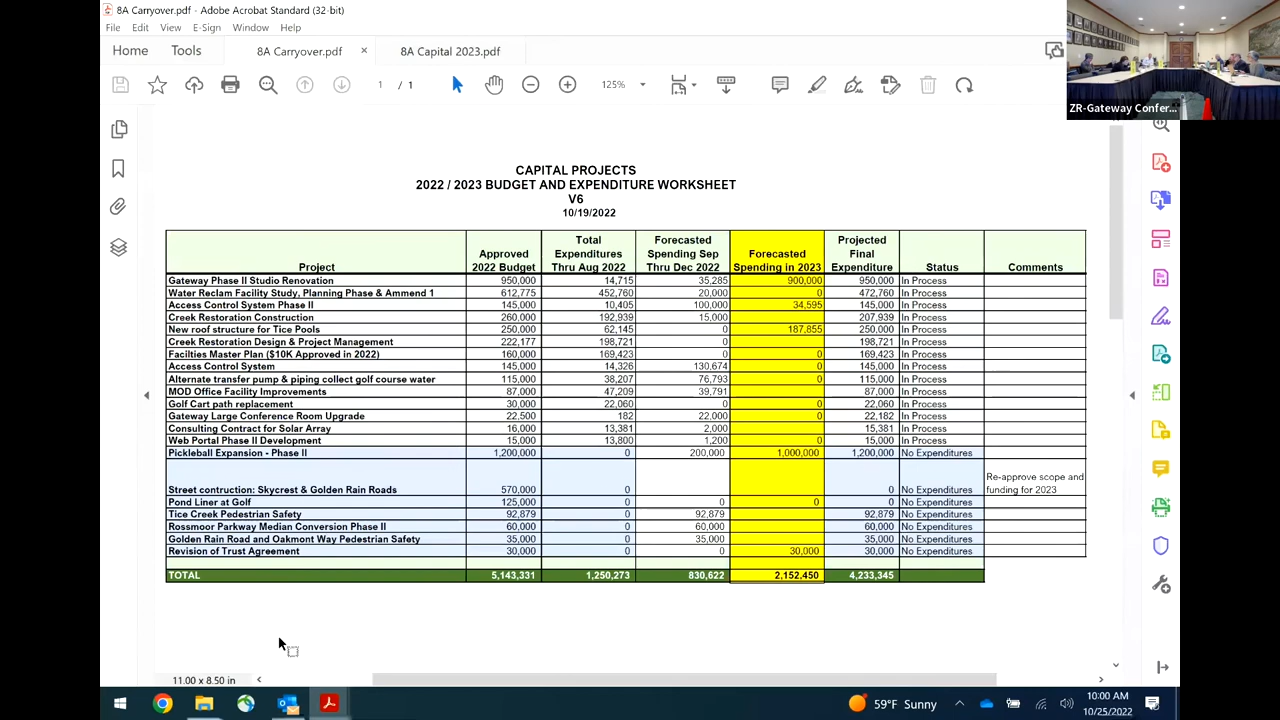 8A Carryover.pdf - Adobe Acrobat Standard (32-bit)
File Edit View E-Sign Window Help
Home Tools 8A Carryover.pdf × 8A Capital 2023.pdf
1 / 1 125%
ZR-Gateway Confer...
CAPITAL PROJECTS
2022 / 2023 BUDGET AND EXPENDITURE WORKSHEET
V6
10/19/2022
Project Approved 2022 Budget Total Expenditures Thru Aug 2022 Forecasted Spending Sep Thru Dec 2022 Forecasted Spending in 2023 Projected Final Expenditure Status Comments
Gateway Phase II Studio Renovation 950,000 14,715 35,285 900,000 950,000 In Process
Water Reclam Facility Study, Planning Phase & Ammend 1 612,775 452,760 20,000 0 472,760 In Process
Access Control System Phase II 145,000 10,405 100,000 34,595 145,000 In Process
Creek Restoration Construction 260,000 192,939 15,000 207,939 In Process
New roof structure for Tice Pools 250,000 62,145 187,855 250,000 In Process
Creek Restoration Design & Project Management 222,177 198,721 0 198,721 In Process
Facilties Master Plan ($10K Approved in 2022) 160,000 169,423 0 0 169,423 In Process
Access Control System 145,000 14,326 130,674 0 145,000 In Process
Alternate transfer pump & piping collect golf course water 115,000 38,207 76,793 0 115,000 In Process
MOD Office Facility Improvements 87,000 47,209 39,791 87,000 In Process
Golf Cart path replacement 30,000 22,060 0 0 22,060 In Process
Gateway Large Conference Room Upgrade 22,500 182 22,000 0 22,182 In Process
Consulting Contract for Solar Array 16,000 13,381 2,000 15,381 In Process
Web Portal Phase II Development 15,000 13,800 1,200 0 15,000 In Process
Pickleball Expansion - Phase II 1,200,000 0 200,000 1,000,000 1,200,000 No Expenditures
Street contruction: Skycrest & Golden Rain Roads 570,000 0 0 No Expenditures Re-approve scope and funding for 2023
Pond Liner at Golf 125,000 0 0 0 0 No Expenditures
Tice Creek Pedestrian Safety 92,879 0 92,879 92,879 No Expenditures
Rossmoor Parkway Median Conversion Phase II 60,000 0 60,000 60,000 No Expenditures
Golden Rain Road and Oakmont Way Pedestrian Safety 35,000 0 35,000 35,000 No Expenditures
Revision of Trust Agreement 30,000 0 0 30,000 30,000 No Expenditures
TOTAL 5,143,331 1,250,273 830,622 2,152,450 4,233,345
11.00 x 8.50 in
59°F Sunny
10:00 AM
10/25/2022